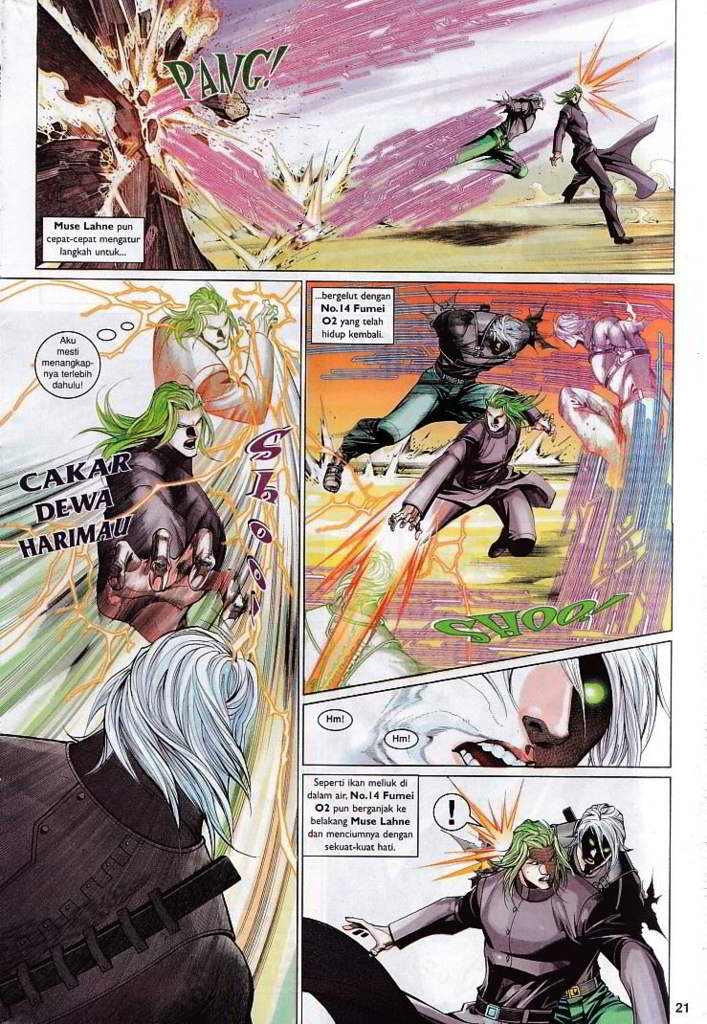 PANG!
Muse Lahne pun
cepat-cepat mengatur
langkah untuk...
Aku
mesti
menangkap-
nya terlebih
dahulu!
CAKAR
DEWA
HARIMAU
Shoo!
...bergelut dengan
No.14 Fumei
O2 yang telah
hidup kembali.
SHOO!
Hm!
Hm!
Seperti ikan meliuk di
dalam air, No.14 Fumei
O2 pun berganjak ke
belakang Muse Lahne
dan menciumnya dengan
sekuat-kuat hati.
!
21